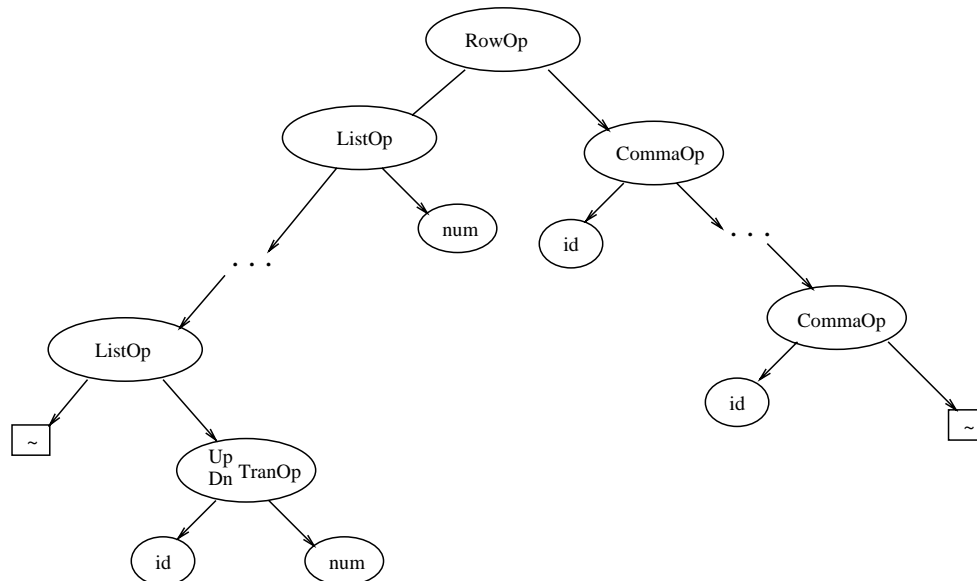 RowOp
ListOp
CommaOp
num
id
. . .
. . .
ListOp
CommaOp
id
~
~
Up
Dn TranOp
id
num